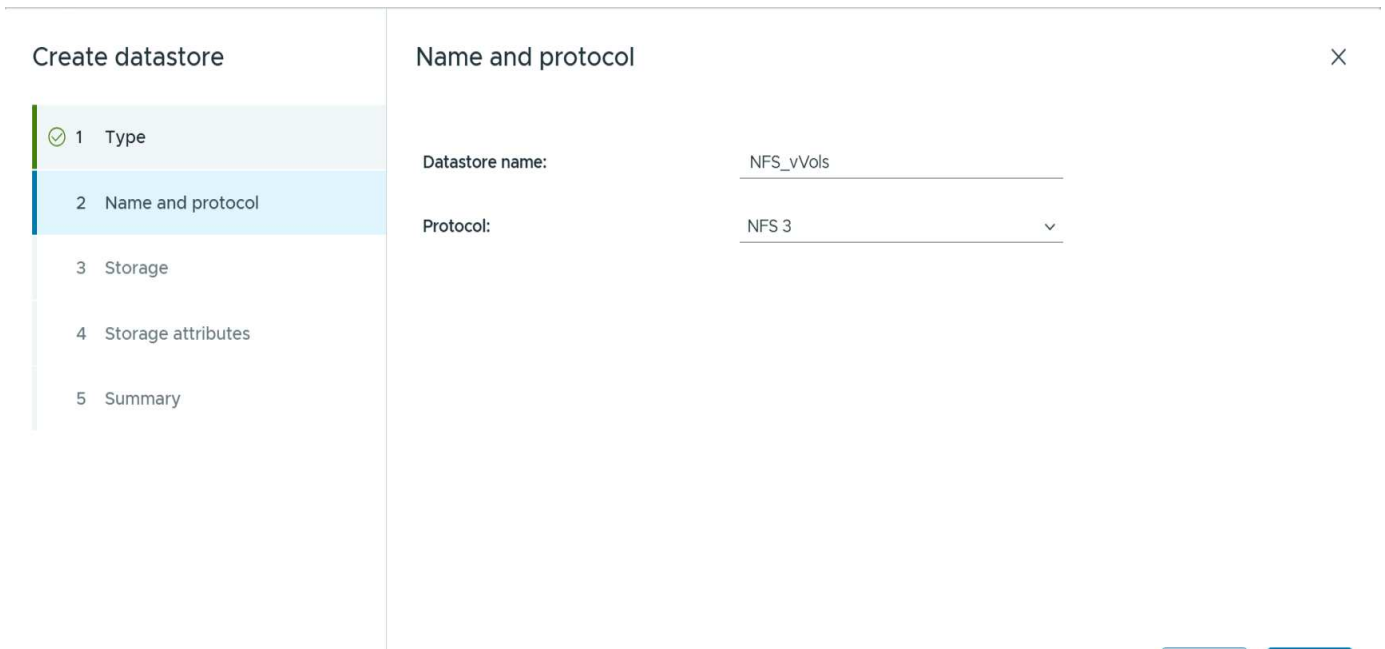 Create datastore
1 Type
2 Name and protocol
3 Storage
4 Storage attributes
5 Summary
Name and protocol
Datastore name: NFS_vVols
Protocol: NFS 3